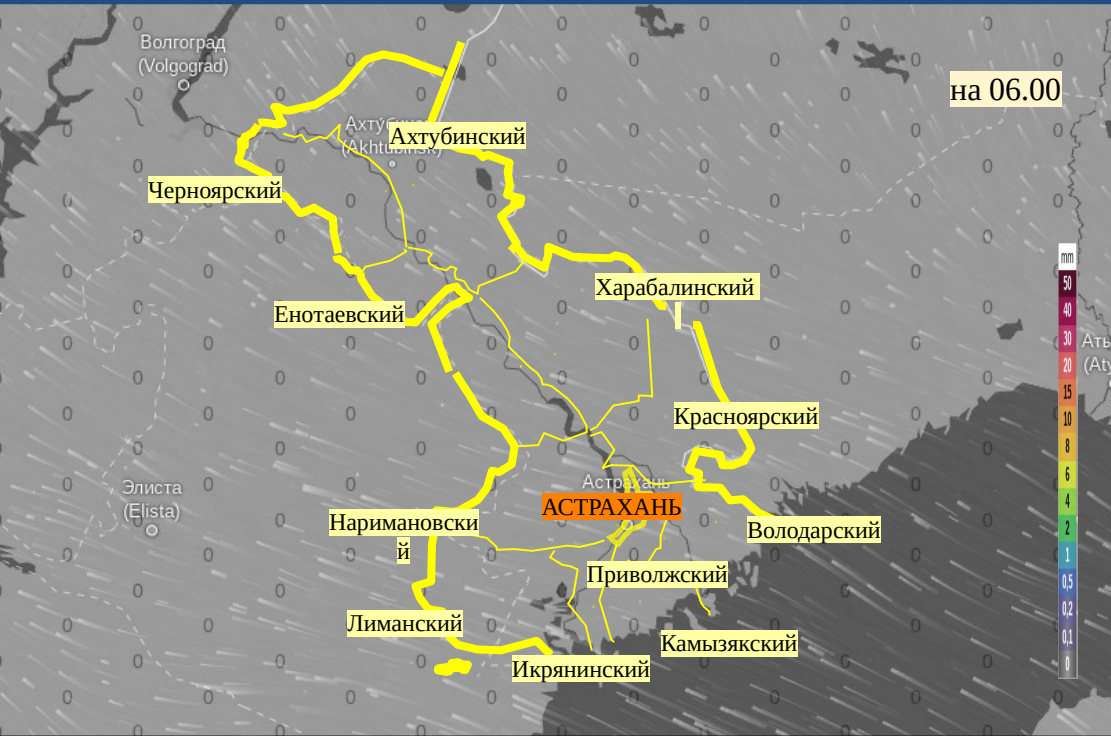 Волгоград
(Volgograd)
на 06.00
Ахтубинский
(Akhtubinsk)
Черноярский
Харабалинский
mm
50
40
30
20
15
10
8
6
4
2
1
0,5
0,2
0,1
0
Енотаевский
Аты
(Aty
Красноярский
Элиста
(Elista)
Астрахань
АСТРАХАНЬ
Наримановски
й
Володарский
Приволжский
Лиманский
Камызякский
Икрянинский